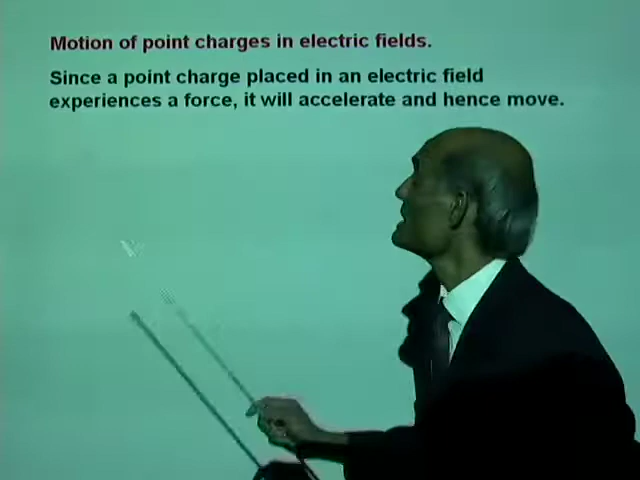 Motion of point charges in electric fields.
Since a point charge placed in an electric field
experiences a force, it will accelerate and hence move.